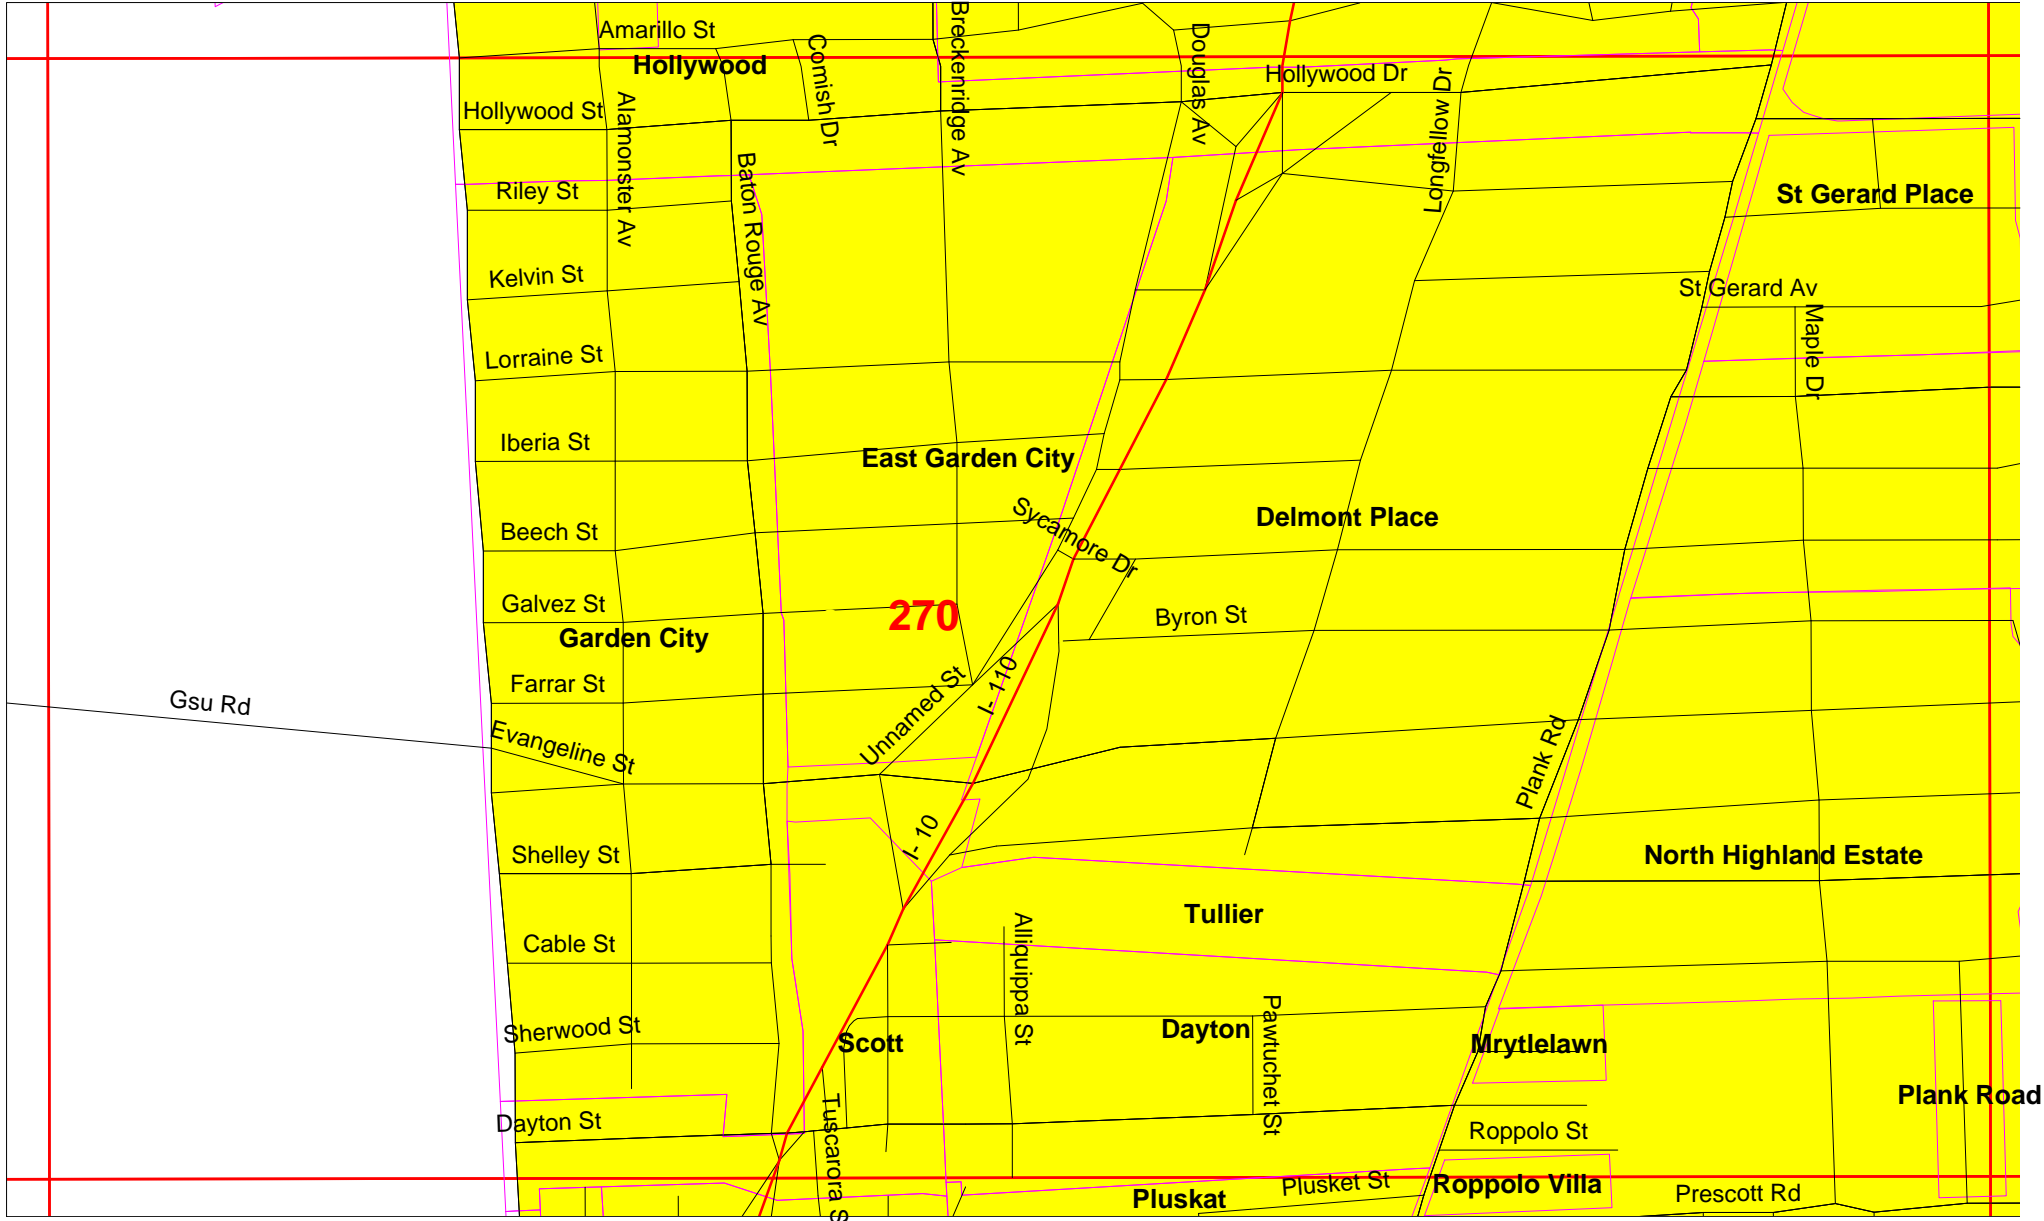 Amarillo St
Hollywood
Comish Dr
Breckenridge Av
Douglas Av
Hollywood Dr
Longfellow Dr
Hollywood St
Alamonster Av
Baton Rouge Av
Riley St
St Gerard Place
Kelvin St
St Gerard Av
Maple Dr
Lorraine St
Iberia St
East Garden City
Beech St
Sycamore Dr
Delmont Place
Galvez St
270
Byron St
Garden City
Farrar St
Gsu Rd
Unnamed St
I- 110
Evangeline St
Plank Rd
I- 10
Shelley St
North Highland Estate
Tullier
Cable St
Alliquippa St
Sherwood St
Scott
Dayton
Pawtuchet St
Mrytlelawn
Plank Road
Dayton St
Tuscarora S
Roppolo St
Plusket St
Roppolo Villa
Pluskat
Prescott Rd